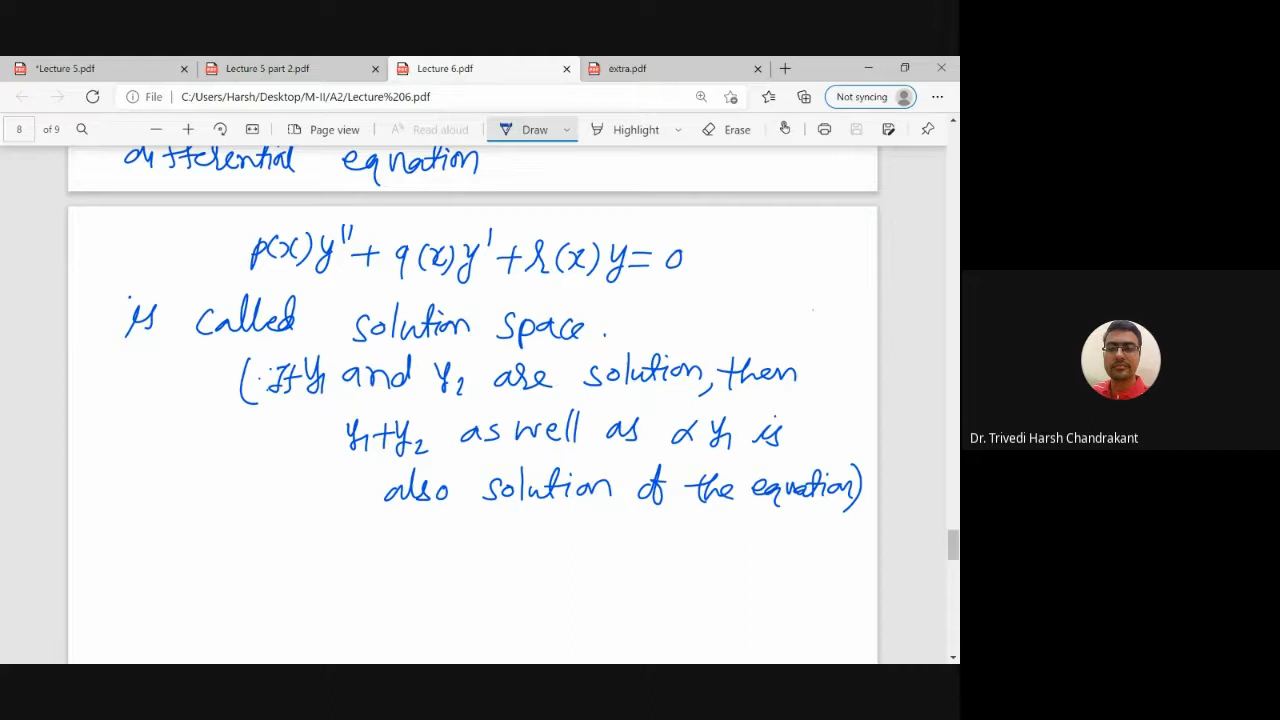 *Lecture 5.pdf
Lecture 5 part 2.pdf
Lecture 6.pdf
extra.pdf
File
C:/Users/Harsh/Desktop/M-II/A2/Lecture%206.pdf
Not syncing
8 of 9
Page view
Read aloud
Draw
Highlight
Erase
differential equation
p(x)y''+ q(x)y'+r(x)y=0
is called solution space.
(∵ If y₁ and y₂ are solution, then
y₁+y₂ as well as αy₁ is
also solution of the equation)
Dr. Trivedi Harsh Chandrakant